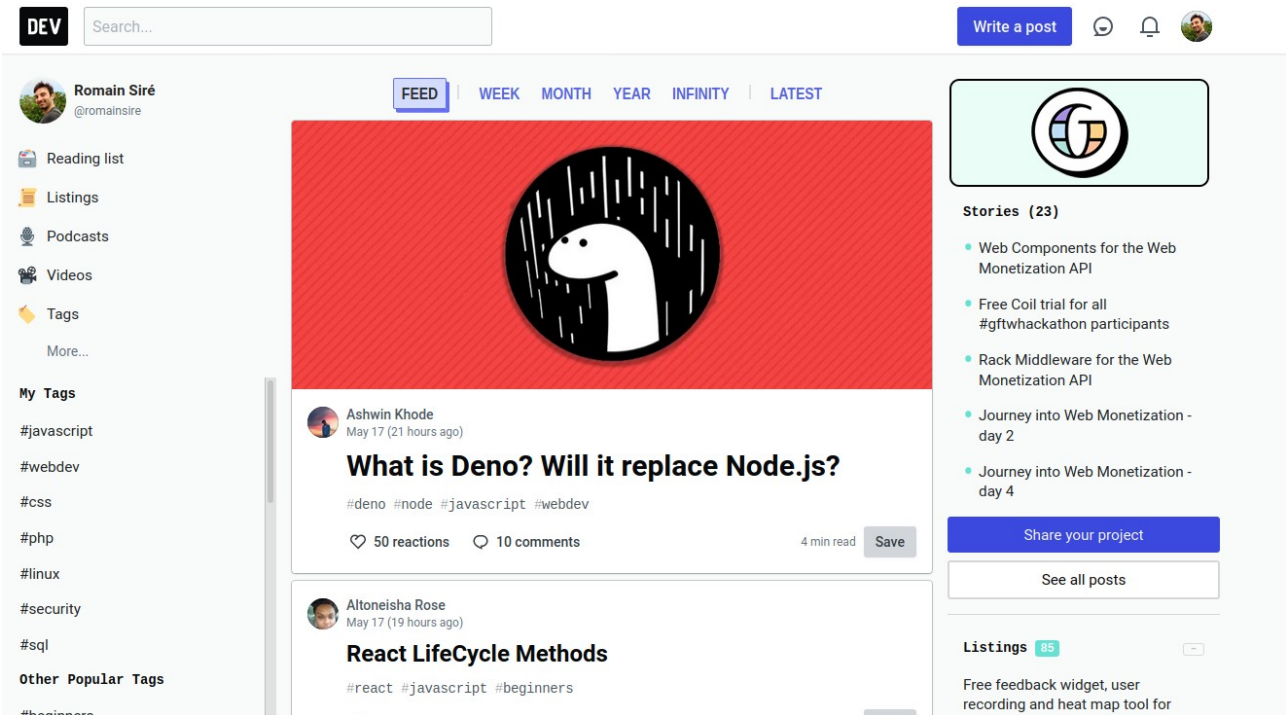 DEV
Search...
Write a post
Romain Siré
@romainsire
Reading list
Listings
Podcasts
Videos
Tags
More...
My Tags
#javascript
#webdev
#css
#php
#linux
#security
#sql
Other Popular Tags
#beginners
FEED WEEK MONTH YEAR INFINITY LATEST
Ashwin Khode
May 17 (21 hours ago)
What is Deno? Will it replace Node.js?
#deno #node #javascript #webdev
50 reactions 10 comments 4 min read Save
Altoneisha Rose
May 17 (19 hours ago)
React LifeCycle Methods
#react #javascript #beginners
G
Stories (23)
Web Components for the Web
Monetization API
Free Coil trial for all
#gftwhackathon participants
Rack Middleware for the Web
Monetization API
Journey into Web Monetization -
day 2
Journey into Web Monetization -
day 4
Share your project
See all posts
Listings 85 -
Free feedback widget, user
recording and heat map tool for